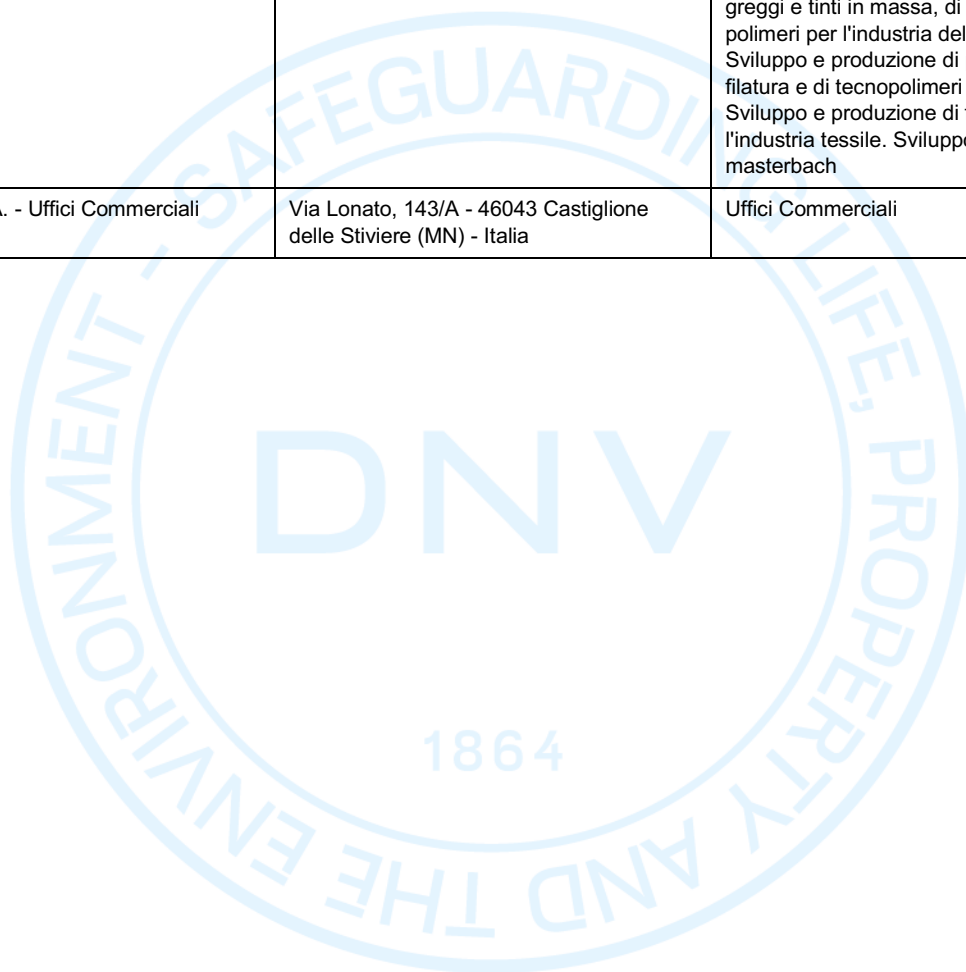 greggi e tinti in massa, di
polimeri per l'industria
Sviluppo e produzione di
filatura e di tecnopolimeri
Sviluppo e produzione di
l'industria tessile.
masterbach
- Uffici Commerciali
Via Lonato, 143/A - 46043 Castiglione
delle Stiviere (MN) - Italia
Uffici Commerciali
SAFEGUARDING LIFE, PROPERTY AND THE ENVIRONMENT -
DNV
1864